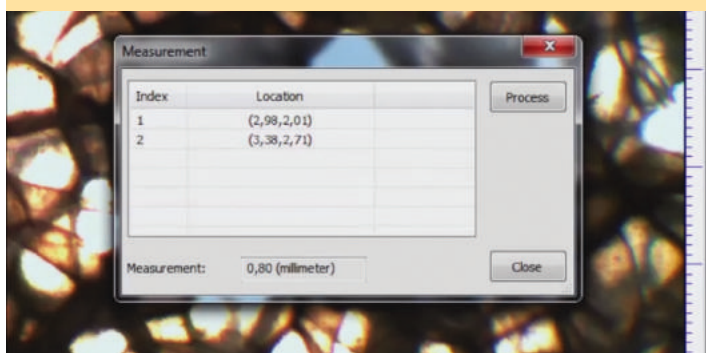 Measurement
Index Location
Process
1 (2,98,2,01)
2 (3,38,2,71)
Measurement: 0,80 (millimeter)
Close